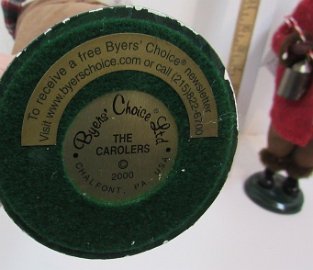 To receive a free Byers' Choice® newsletter
Visit www.byerschoice.com or call (215)822-6700
Byers' Choice Ltd®
THE
CAROLERS
©
2000
CHALFONT, PA USA